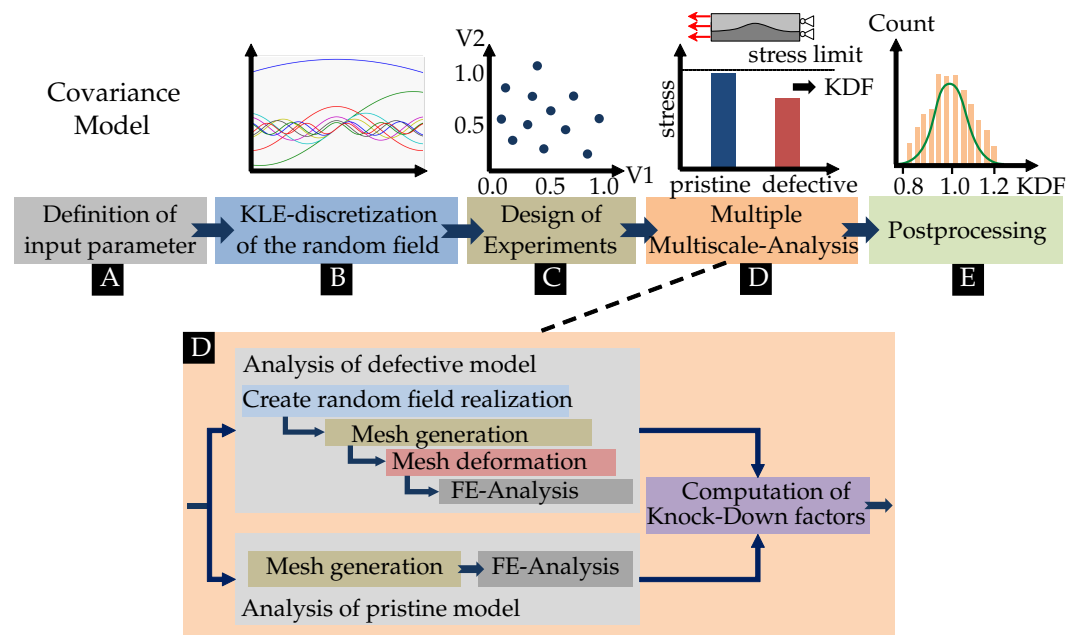 Covariance
Model
V2
1.0
0.5
0.0
0.5
1.0
V1
stress limit
KDF
stress
pristine
defective
Count
0.8
1.0
1.2
KDF
Definition of
input parameter
A
KLE-discretization
of the random field
B
Design of
Experiments
C
Multiple
Multiscale-Analysis
D
Postprocessing
E
D
Analysis of defective model
Create random field realization
Mesh generation
Mesh deformation
FE-Analysis
Computation of
Knock-Down factors
Mesh generation
FE-Analysis
Analysis of pristine model